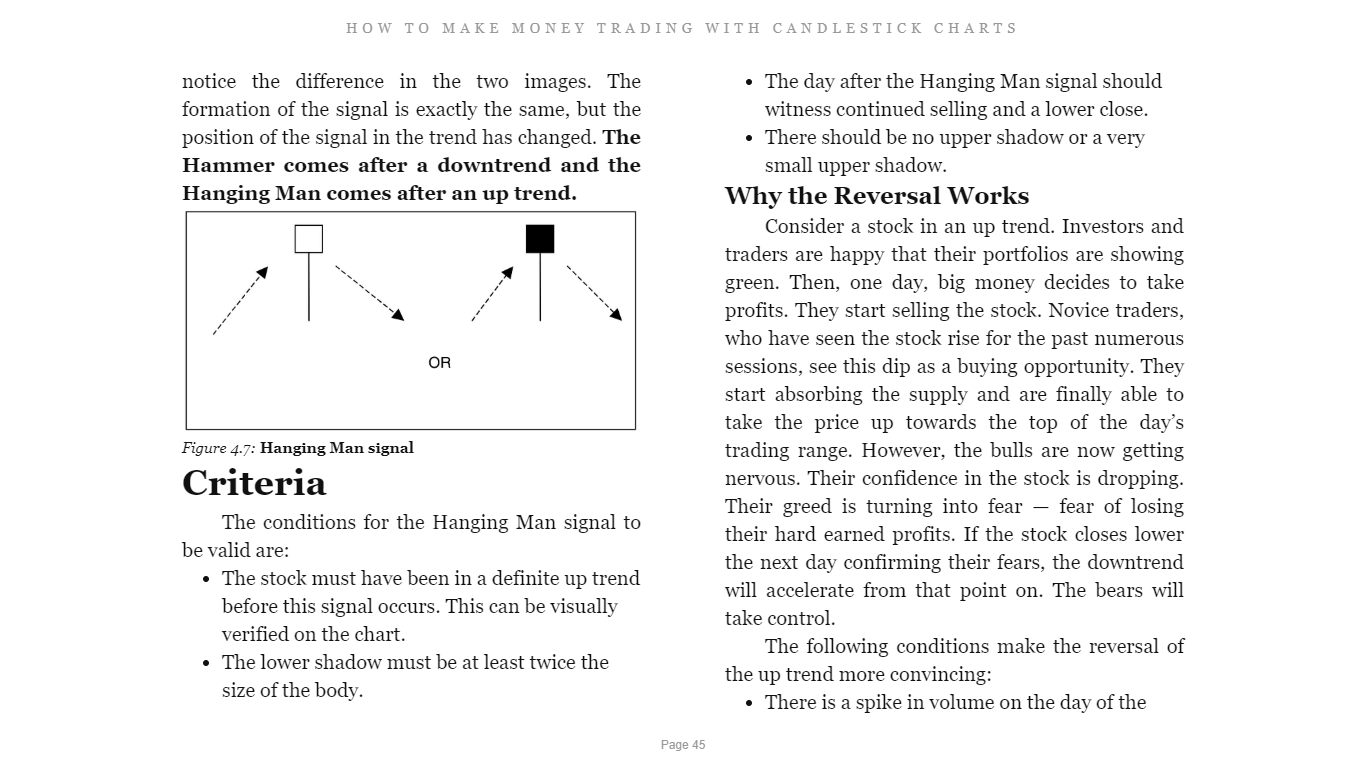 HOW TO MAKE MONEY TRADING WITH CANDLESTICK CHARTS
notice the difference in the two images. The
formation of the signal is exactly the same, but the
position of the signal in the trend has changed. The
Hammer comes after a downtrend and the
Hanging Man comes after an up trend.
OR
Figure 4.7: Hanging Man signal
Criteria
The conditions for the Hanging Man signal to
be valid are:
• The stock must have been in a definite up trend
before this signal occurs. This can be visually
verified on the chart.
• The lower shadow must be at least twice the
size of the body.
• The day after the Hanging Man signal should
witness continued selling and a lower close.
• There should be no upper shadow or a very
small upper shadow.
Why the Reversal Works
Consider a stock in an up trend. Investors and
traders are happy that their portfolios are showing
green. Then, one day, big money decides to take
profits. They start selling the stock. Novice traders,
who have seen the stock rise for the past numerous
sessions, see this dip as a buying opportunity. They
start absorbing the supply and are finally able to
take the price up towards the top of the day’s
trading range. However, the bulls are now getting
nervous. Their confidence in the stock is dropping.
Their greed is turning into fear — fear of losing
their hard earned profits. If the stock closes lower
the next day confirming their fears, the downtrend
will accelerate from that point on. The bears will
take control.
The following conditions make the reversal of
the up trend more convincing:
• There is a spike in volume on the day of the
Page 45